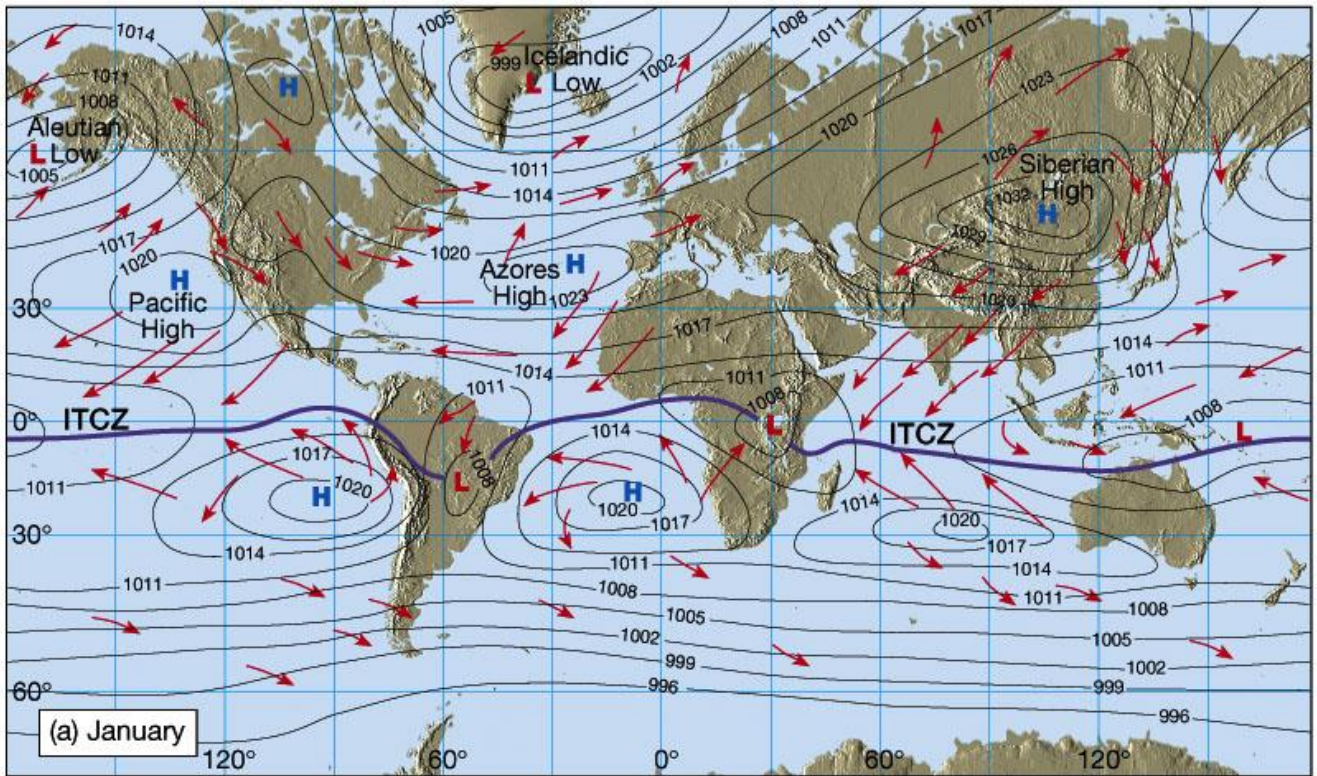 1014
1005
1008
1017
1011
Icelandic
Low
L
999
1002
1011
1023
H
1008
1020
Aleutian
Low
L
1005
1011
1026
Siberian
High
H
1032
1014
1029
1017
1020
1020
H
Pacific
High
Azores
High
H
1023
1020
30°
1017
1014
1014
1011
1011
1011
1008
1008
0°
ITCZ
L
ITCZ
L
1014
1017
1008
L
1020
H
H
1020
1017
1011
1014
1020
1017
30°
1014
1011
1014
1011
1011
1008
1008
1005
1005
1002
1002
999
999
60°
996
996
(a) January
120°
60°
0°
60°
120°